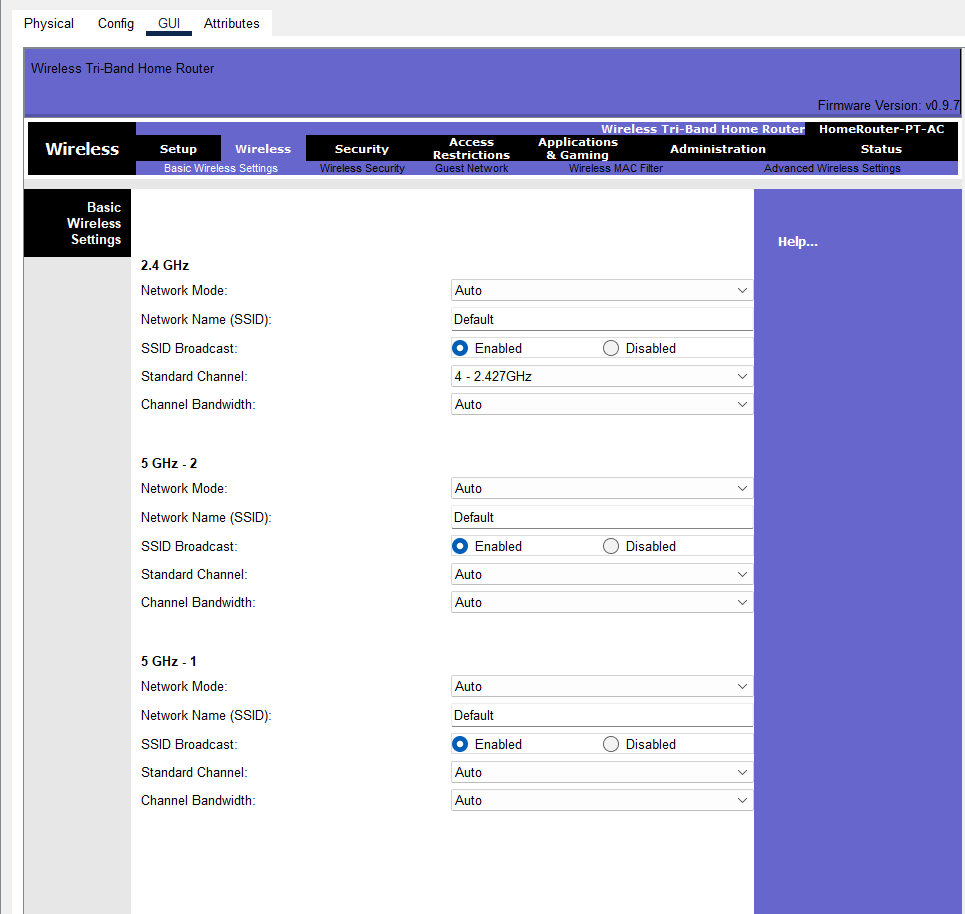 Physical Config GUI Attributes
Wireless Tri-Band Home Router
Firmware Version: v0.9.7
Wireless Tri-Band Home Router HomeRouter-PT-AC
Wireless
Setup Wireless Security Access Restrictions Applications & Gaming Administration Status
Basic Wireless Settings Wireless Security Guest Network Wireless MAC Filter Advanced Wireless Settings
Basic
Wireless
Settings
Help...
2.4 GHz
Network Mode: Auto
Network Name (SSID): Default
SSID Broadcast: Enabled Disabled
Standard Channel: 4 - 2.427GHz
Channel Bandwidth: Auto
5 GHz - 2
Network Mode: Auto
Network Name (SSID): Default
SSID Broadcast: Enabled Disabled
Standard Channel: Auto
Channel Bandwidth: Auto
5 GHz - 1
Network Mode: Auto
Network Name (SSID): Default
SSID Broadcast: Enabled Disabled
Standard Channel: Auto
Channel Bandwidth: Auto